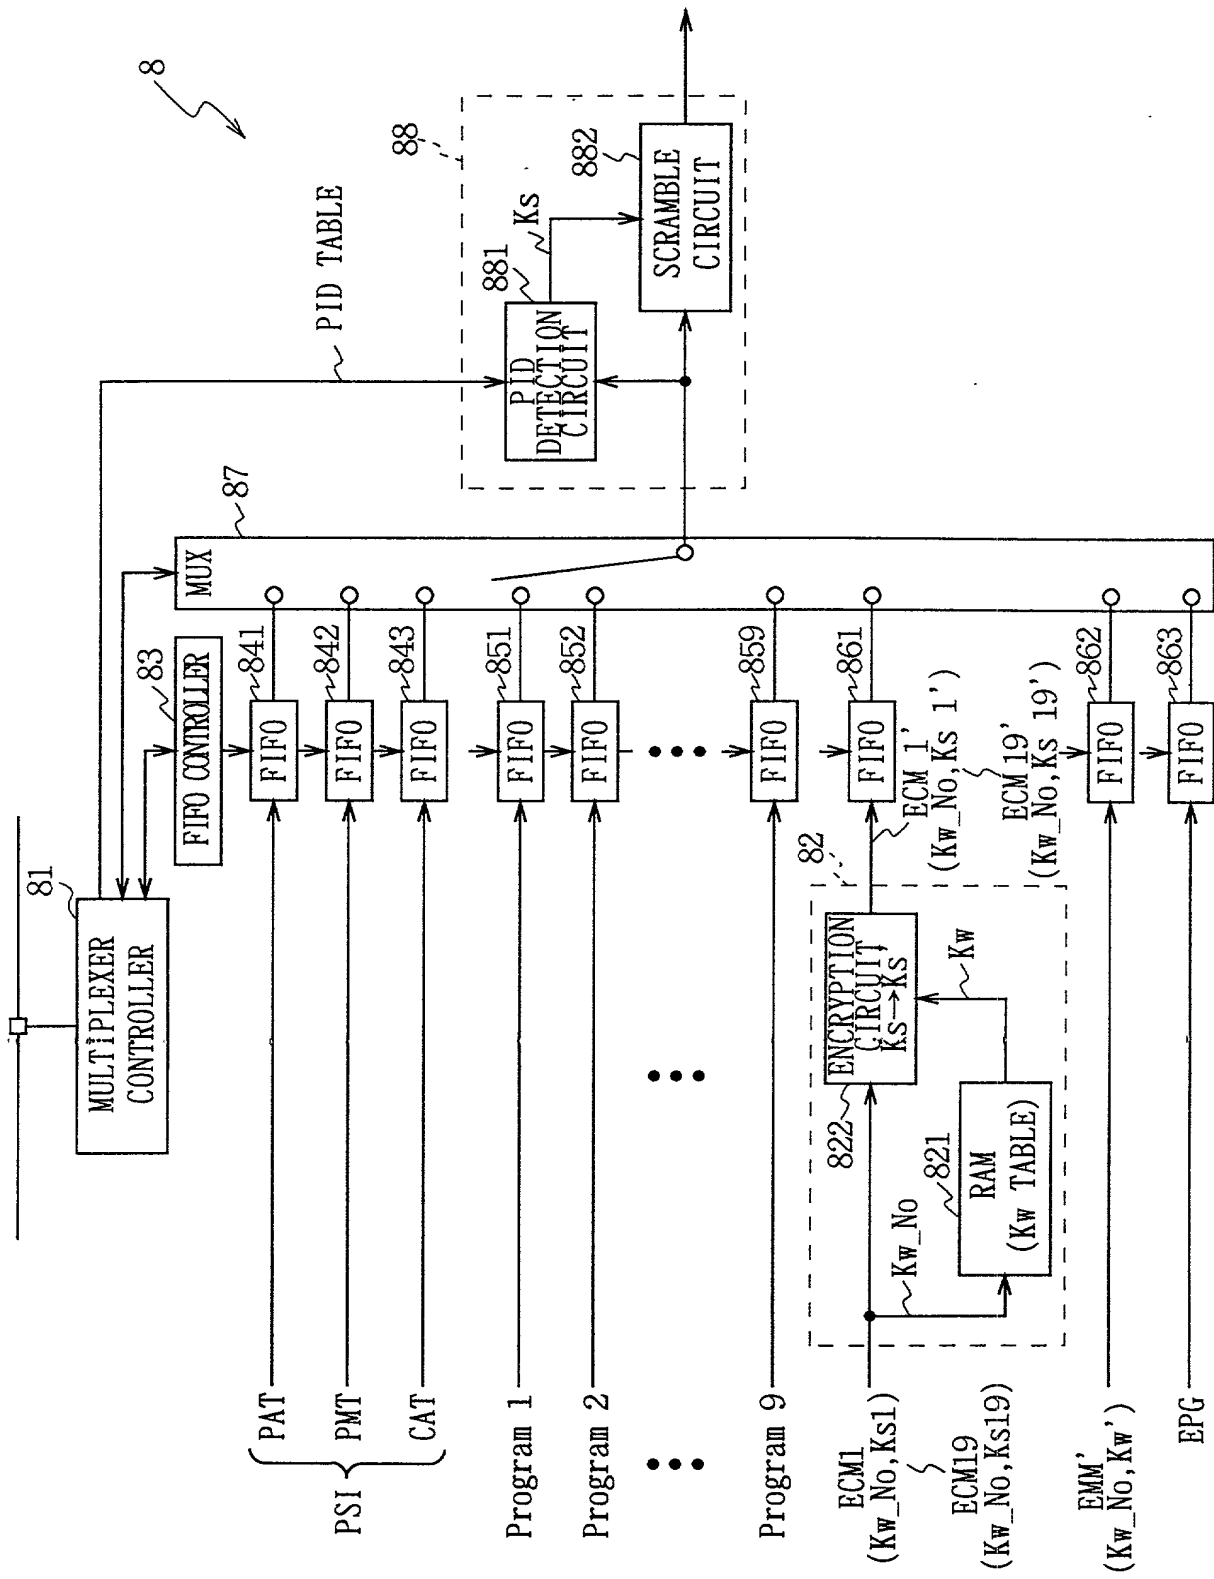 8
81
MULTiPLEXER
CONTROLLER
PID TABLE
88
881
PID
DETECTION
CIRCUIT
Ks
882
SCRAMBLE
CIRCUIT
87
MUX
83
FIFO CONTROLLER
PSI
PAT
FIFO
841
PMT
FIFO
842
CAT
FIFO
843
Program 1
FIFO
851
Program 2
FIFO
852
Program 9
FIFO
859
ECM1
(Kw_No,Ks1)
ECM19
(Kw_No,Ks19)
82
822
ENCRYPTION
CIRCUIT
Ks→Ks'
Kw
Kw_No
821
RAM
(Kw TABLE)
FIFO
861
ECM 1'
(Kw_No,Ks 1')
ECM 19'
(Kw_No,Ks 19')
EMM'
(Kw_No,Kw')
FIFO
862
EPG
FIFO
863